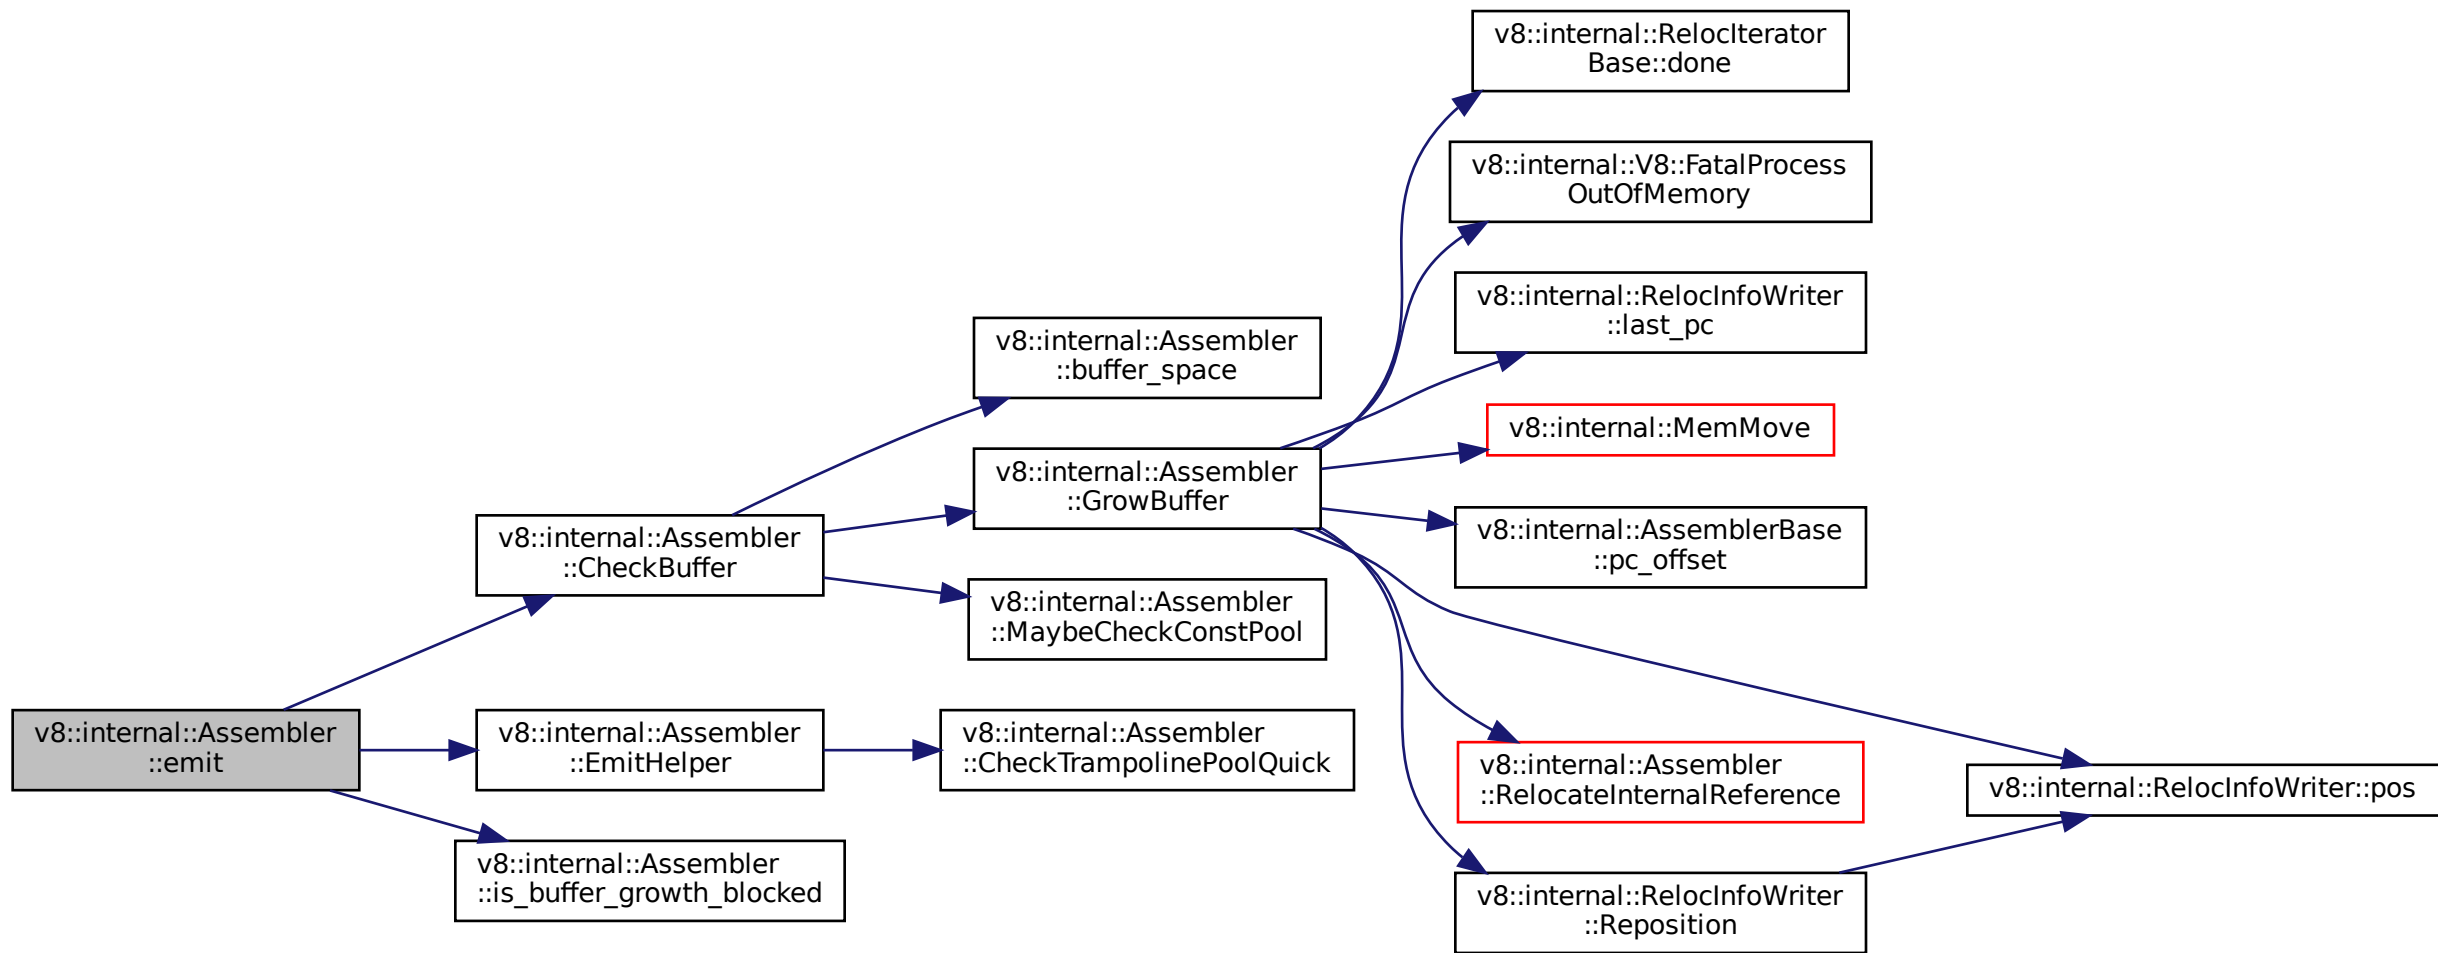 v8::internal::Assembler
::emit
v8::internal::Assembler
::CheckBuffer
v8::internal::Assembler
::EmitHelper
v8::internal::Assembler
::is_buffer_growth_blocked
v8::internal::Assembler
::buffer_space
v8::internal::Assembler
::GrowBuffer
v8::internal::Assembler
::MaybeCheckConstPool
v8::internal::Assembler
::CheckTrampolinePoolQuick
v8::internal::RelocIterator
Base::done
v8::internal::V8::FatalProcess
OutOfMemory
v8::internal::RelocInfoWriter
::last_pc
v8::internal::MemMove
v8::internal::AssemblerBase
::pc_offset
v8::internal::Assembler
::RelocateInternalReference
v8::internal::RelocInfoWriter
::Reposition
v8::internal::RelocInfoWriter::pos